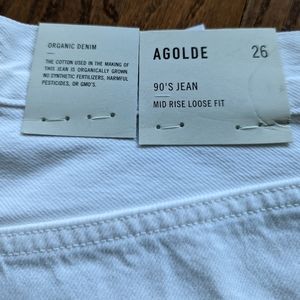 ORGANIC DENIM
THE COTTON USED IN THE MAKING OF
THIS JEAN IS ORGANICALLY GROWN.
NO SYNTHETIC FERTILIZERS, HARMFUL
PESTICIDES, OR GMO'S.
AGOLDE 26
90'S JEAN
MID RISE LOOSE FIT